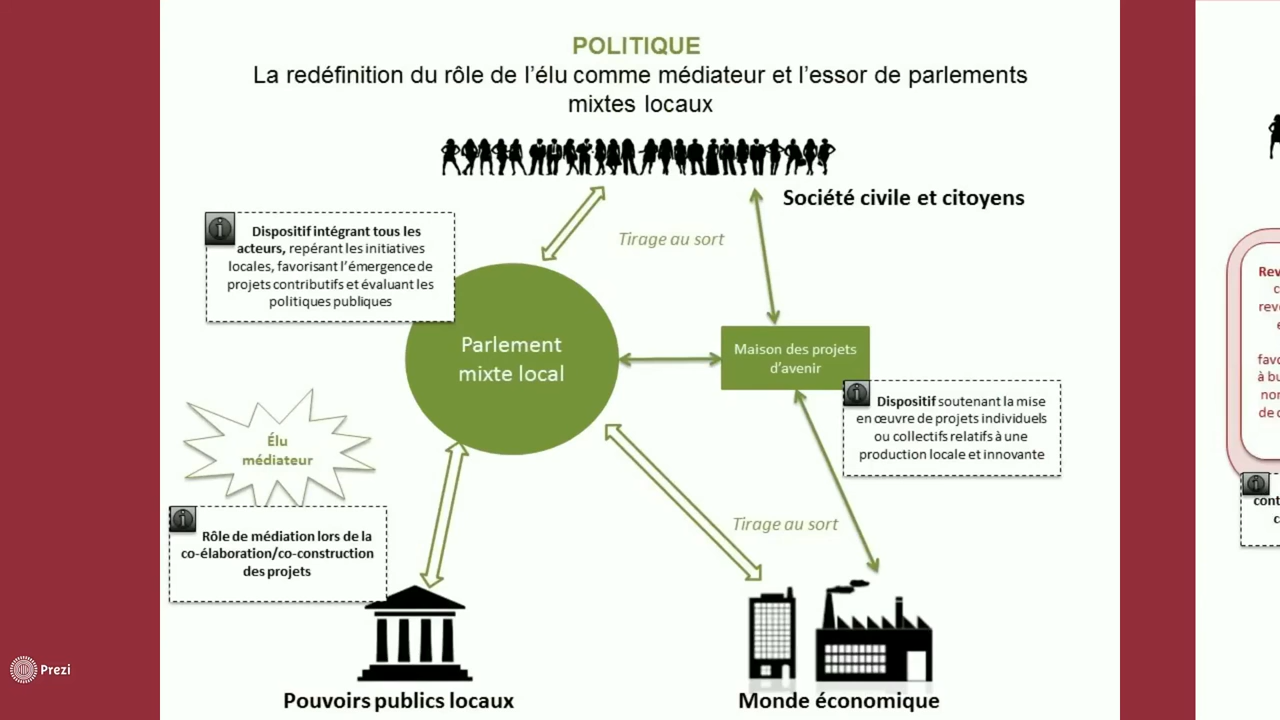 POLITIQUE
La redéfinition du rôle de l'élu comme médiateur et l'essor de parlements
mixtes locaux
Société civile et citoyens
Tirage au sort
Dispositif intégrant tous les
acteurs, repérant les initiatives
locales, favorisant l'émergence de
projets contributifs et évaluant les
politiques publiques
Parlement
mixte local
Maison des projets
d'avenir
Dispositif soutenant la mise
en œuvre de projets individuels
ou collectifs relatifs à une
production locale et innovante
Élu
médiateur
Rôle de médiation lors de la
co-élaboration/co-construction
des projets
Tirage au sort
Pouvoirs publics locaux
Monde économique
Prezi